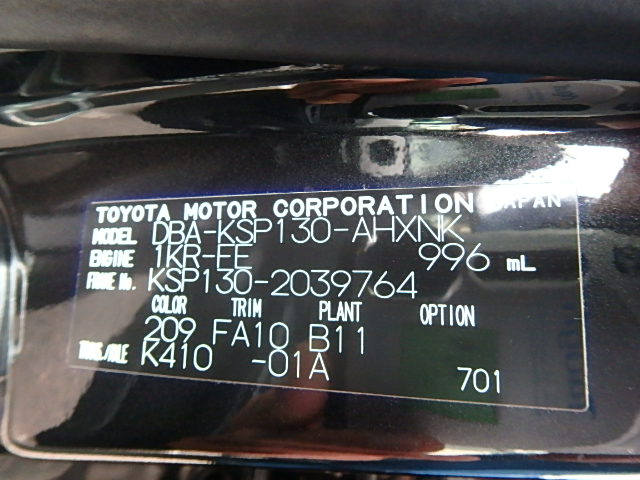 TOYOTA MOTOR CORPORATION JAPAN
MODEL DBA-KSP130-AHXNK
ENGINE 1KR-FE 996 mL
FRAME No. KSP130-2039764
COLOR TRIM PLANT OPTION
209 FA10 B11
TRANS./AXLE K410 -01A
701